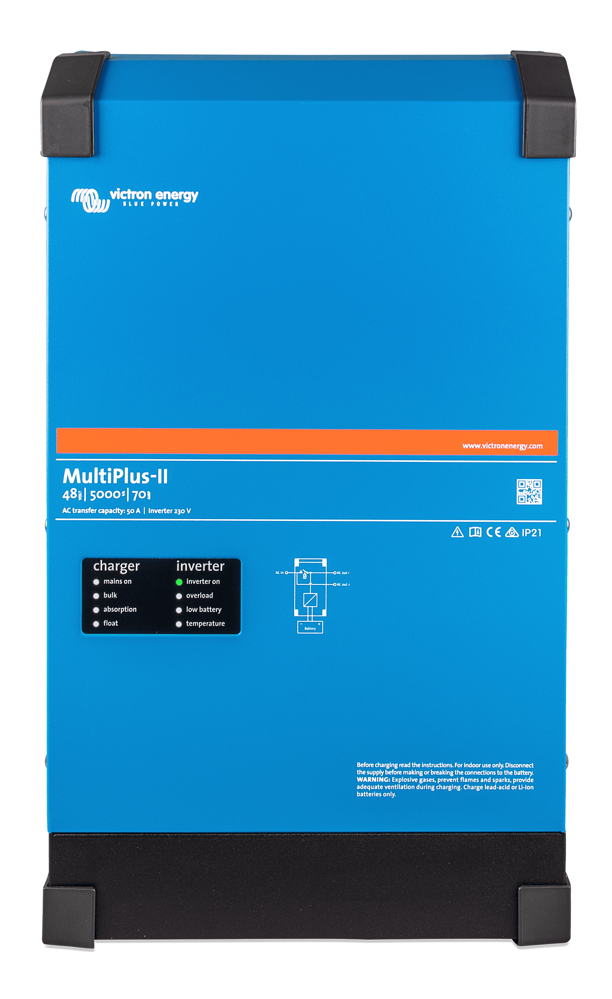 victron energy
BLUE POWER
www.victronenergy.com
MultiPlus-II
48 VOLT | 5000 VA | 70 AMP
AC transfer capacity: 50 A | Inverter 230 V
CE IP21
charger inverter
mains on inverter on
bulk overload
absorption low battery
float temperature
AC in AC out 1
AC out 2
- +
Battery
Before charging read the instructions. For indoor use only. Disconnect
the supply before making or breaking the connections to the battery.
WARNING: Explosive gases, prevent flames and sparks, provide
adequate ventilation during charging. Charge lead-acid or Li-Ion
batteries only.